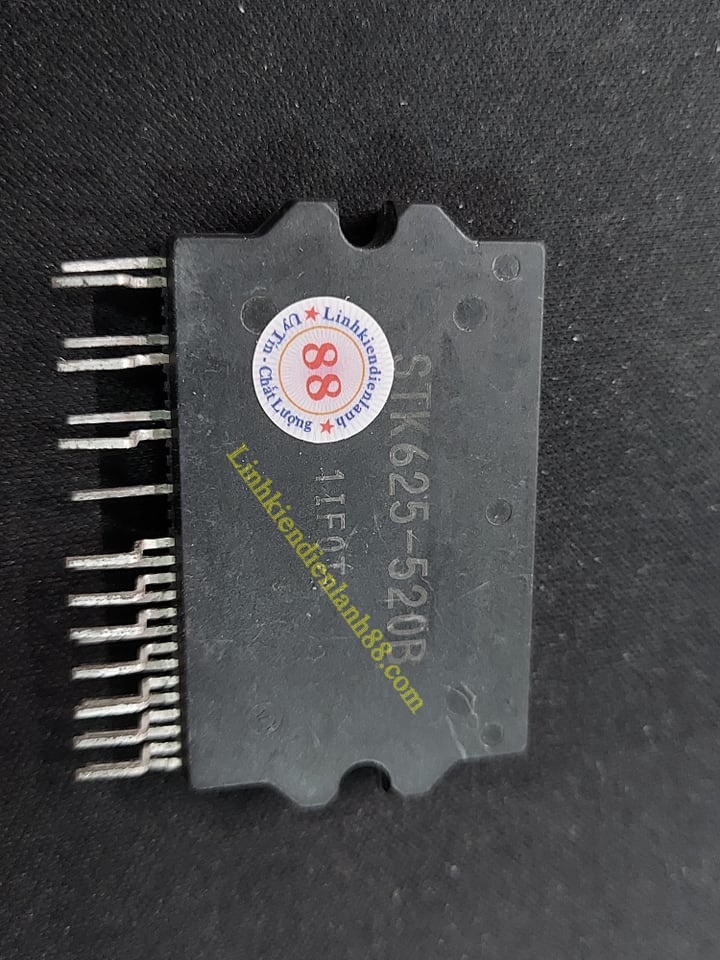 Linhkiendienlanh
88
Uy Tín - Chất Lượng
STK625-520B
Linhkiendienlanh88.com